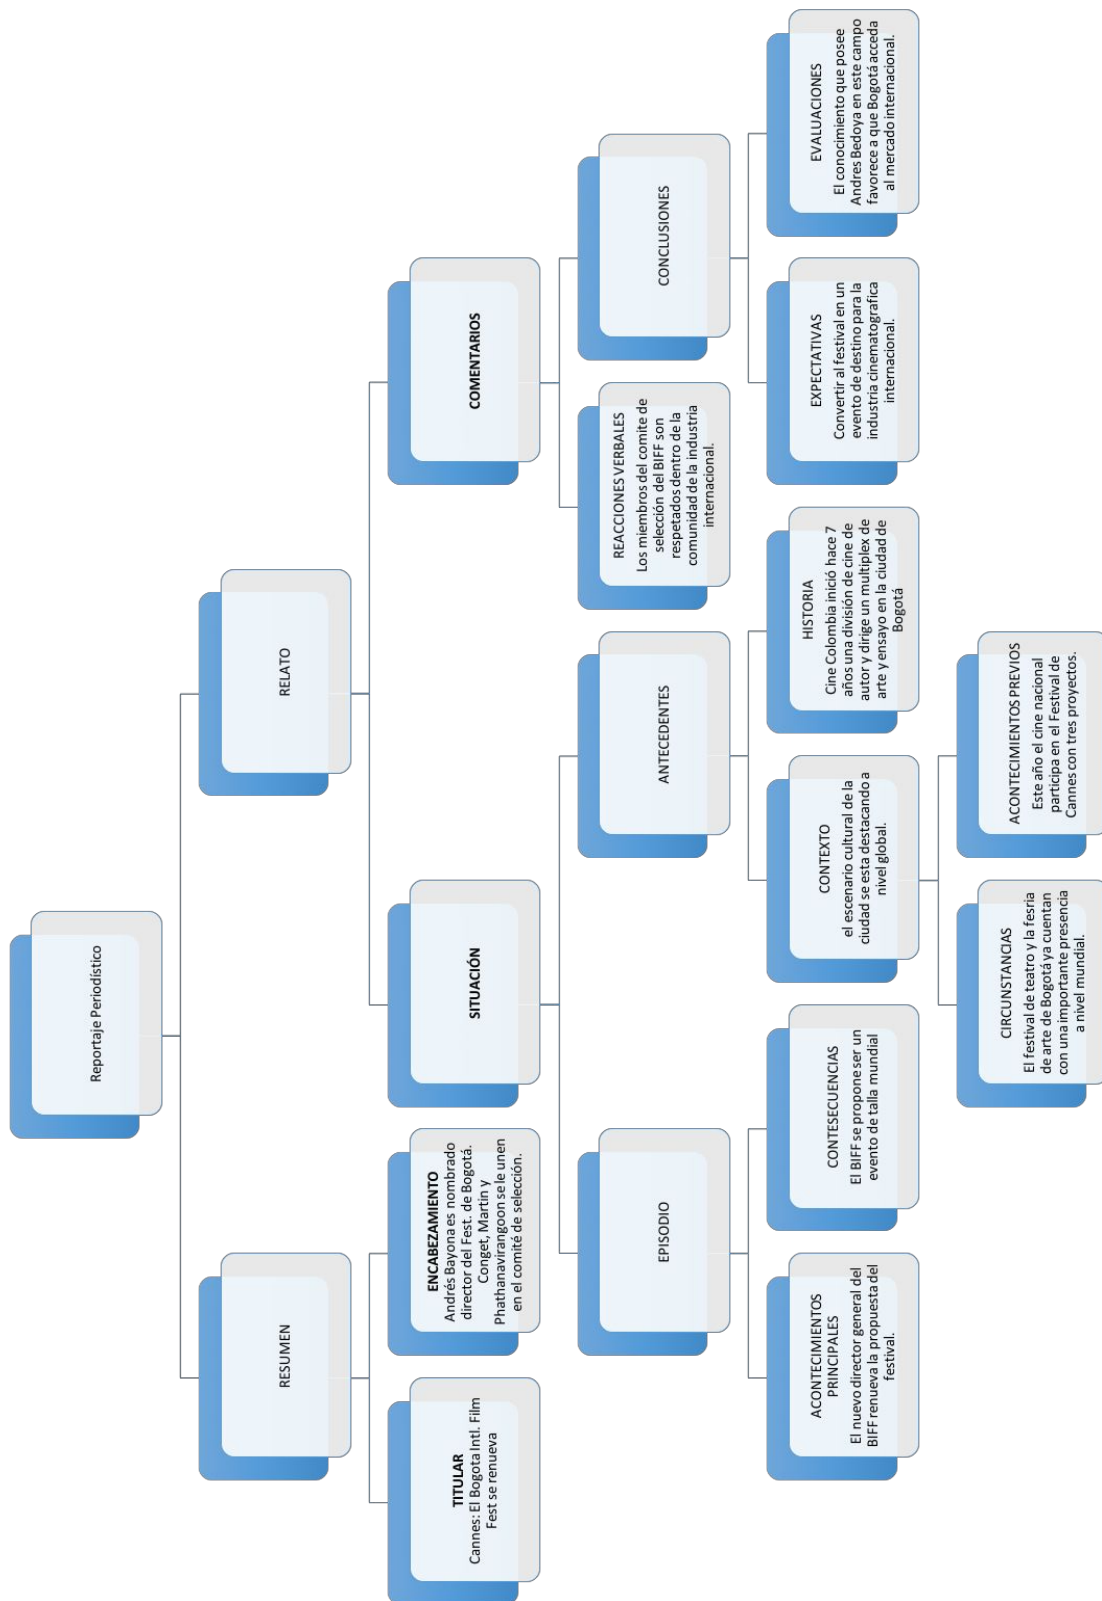 Reportaje Periodístico
RESUMEN
RELATO
TITULAR
Cannes: El Bogota Intl. Film
Fest se renueva
ENCABEZAMIENTO
Andrés Bayona es nombrado
director del Fest. de Bogotá.
Conget, Martin y
Phathanavirangoon se le unen
en el comité de selección.
SITUACIÓN
COMENTARIOS
EPISODIO
ANTECEDENTES
REACCIONES VERBALES
Los miembros del comite de
selección del BIFF son
respetados dentro de la
comunidad de la industria
internacional.
CONCLUSIONES
ACONTECIMIENTOS
PRINCIPALES
El nuevo director general del
BIFF renueva la propuesta del
festival.
CONTESECUENCIAS
El BIFF se propone ser un
evento de talla mundial
CONTEXTO
el escenario cultural de la
ciudad se esta destacando a
nivel global.
HISTORIA
Cine Colombia inició hace 7
años una división de cine de
autor y dirige un multiplex de
arte y ensayo en la ciudad de
Bogotá
EXPECTATIVAS
Convertir al festival en un
evento de destino para la
industria cinematografica
internacional.
EVALUACIONES
El conocimiento que posee
Andres Bedoya en este campo
favorece a que Bogotá acceda
al mercado internacional.
CIRCUNSTANCIAS
El festival de teatro y la fesria
de arte de Bogotá ya cuentan
con una importante presencia
a nivel mundial.
ACONTECIMIENTOS PREVIOS
Este año el cine nacional
participa en el Festival de
Cannes con tres proyectos.